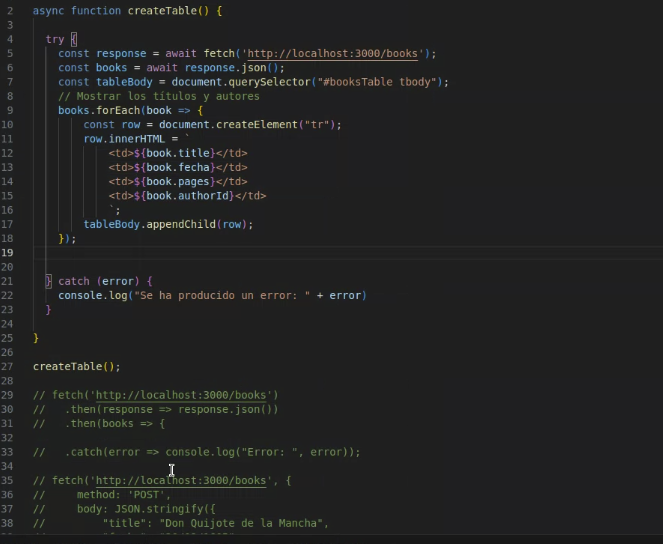 2 async function createTable() {
3
4 try {
5 const response = await fetch('http://localhost:3000/books');
6 const books = await response.json();
7 const tableBody = document.querySelector("#booksTable tbody");
8 // Mostrar los títulos y autores
9 books.forEach(book => {
10 const row = document.createElement("tr");
11 row.innerHTML = `
12 <td>${book.title}</td>
13 <td>${book.fecha}</td>
14 <td>${book.pages}</td>
15 <td>${book.authorId}</td>
16 `;
17 tableBody.appendChild(row);
18 });
19
20
21 } catch (error) {
22 console.log("Se ha producido un error: " + error)
23 }
24
25 }
26
27 createTable();
28
29 // fetch('http://localhost:3000/books')
30 // .then(response => response.json())
31 // .then(books => {
32
33 // .catch(error => console.log("Error: ", error));
34
35 // fetch('http://localhost:3000/books', {
36 // method: 'POST',
37 // body: JSON.stringify({
38 // "title": "Don Quijote de la Mancha",